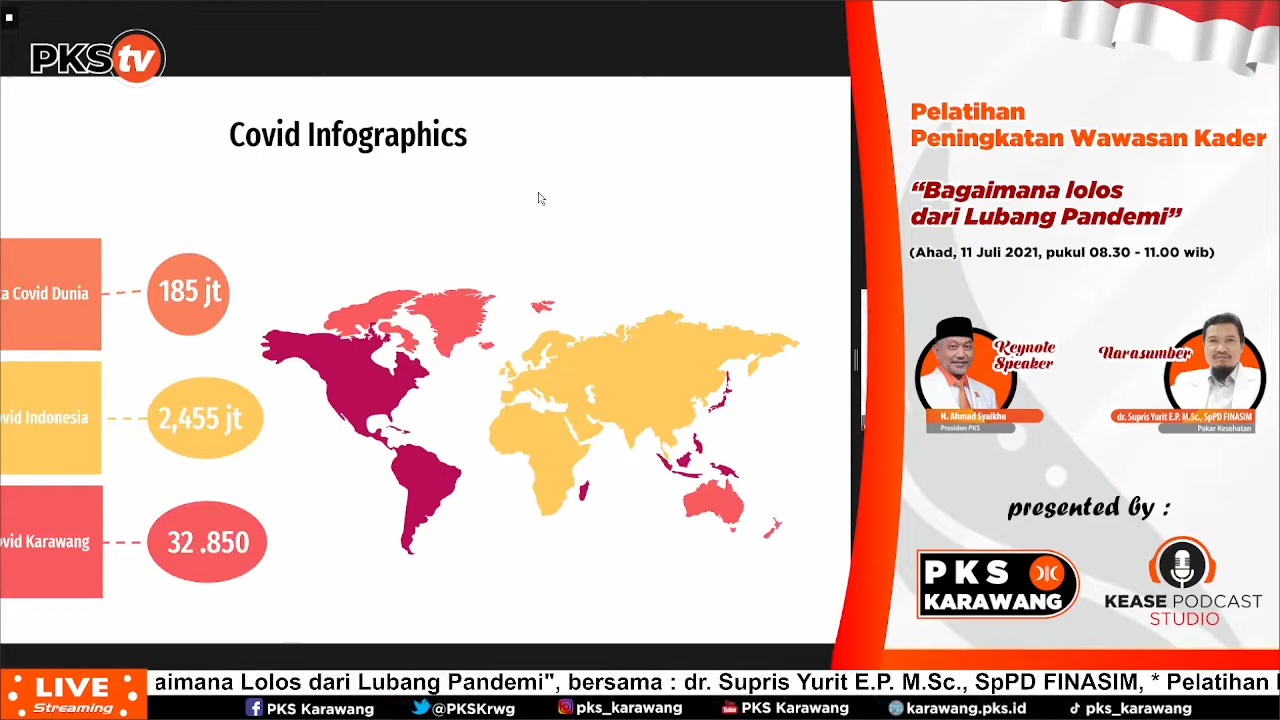 PKStv
Covid Infographics
a Covid Dunia
185 jt
vid Indonesia
2,455 jt
ovid Karawang
32 .850
Pelatihan
Peningkatan Wawasan Kader
“Bagaimana lolos
dari Lubang Pandemi”
(Ahad, 11 Juli 2021, pukul 08.30 - 11.00 wib)
Keynote
Speaker
H. Ahmad Syaikhu
Presiden PKS
Narasumber
dr. Supris Yurit E.P. M.Sc., SpPD FINASIM
Pakar Kesehatan
presented by :
PKS
KARAWANG
KEASE PODCAST
STUDIO
LIVE
Streaming
aimana Lolos dari Lubang Pandemi", bersama : dr. Supris Yurit E.P. M.Sc., SpPD FINASIM, * Pelatihan
PKS Karawang @PKSKrwg pks_karawang PKS Karawang karawang.pks.id pks_karawang